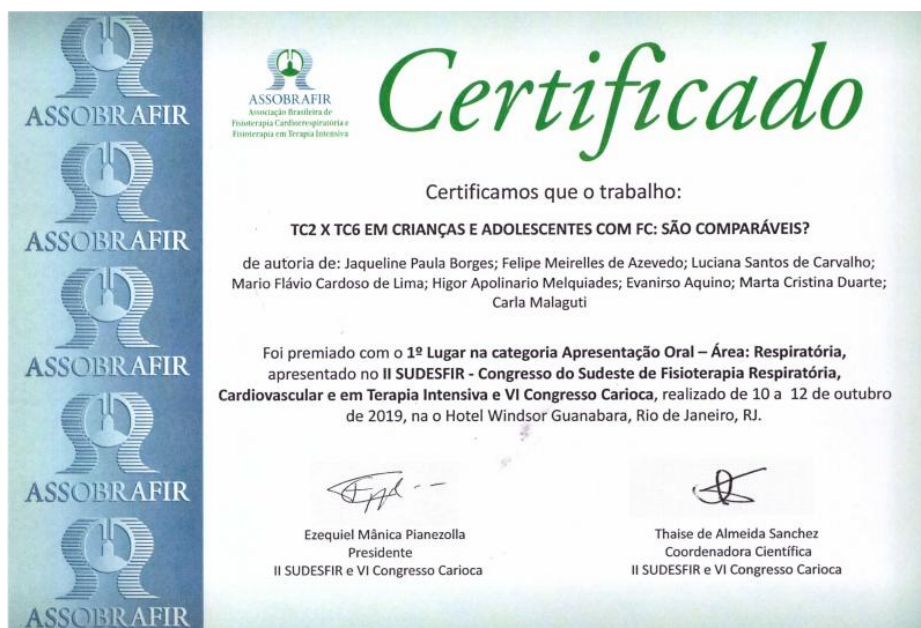 ASSOBRAFIR
ASSOBRAFIR
ASSOBRAFIR
ASSOBRAFIR
ASSOBRAFIR
ASSOBRAFIR
Associação Brasileira de
Fisioterapia Cardiorrespiratória e
Fisioterapia em Terapia Intensiva
Certificado
Certificamos que o trabalho:
TC2 X TC6 EM CRIANÇAS E ADOLESCENTES COM FC: SÃO COMPARÁVEIS?
de autoria de: Jaqueline Paula Borges; Felipe Meirelles de Azevedo; Luciana Santos de Carvalho;
Mario Flávio Cardoso de Lima; Higor Apolinario Melquiades; Evanirso Aquino; Marta Cristina Duarte;
Carla Malaguti
Foi premiado com o 1º Lugar na categoria Apresentação Oral – Área: Respiratória,
apresentado no II SUDESFIR - Congresso do Sudeste de Fisioterapia Respiratória,
Cardiovascular e em Terapia Intensiva e VI Congresso Carioca, realizado de 10 a 12 de outubro
de 2019, na o Hotel Windsor Guanabara, Rio de Janeiro, RJ.
Ezequiel Mânica Pianezolla
Presidente
II SUDESFIR e VI Congresso Carioca
Thaise de Almeida Sanchez
Coordenadora Científica
II SUDESFIR e VI Congresso Carioca